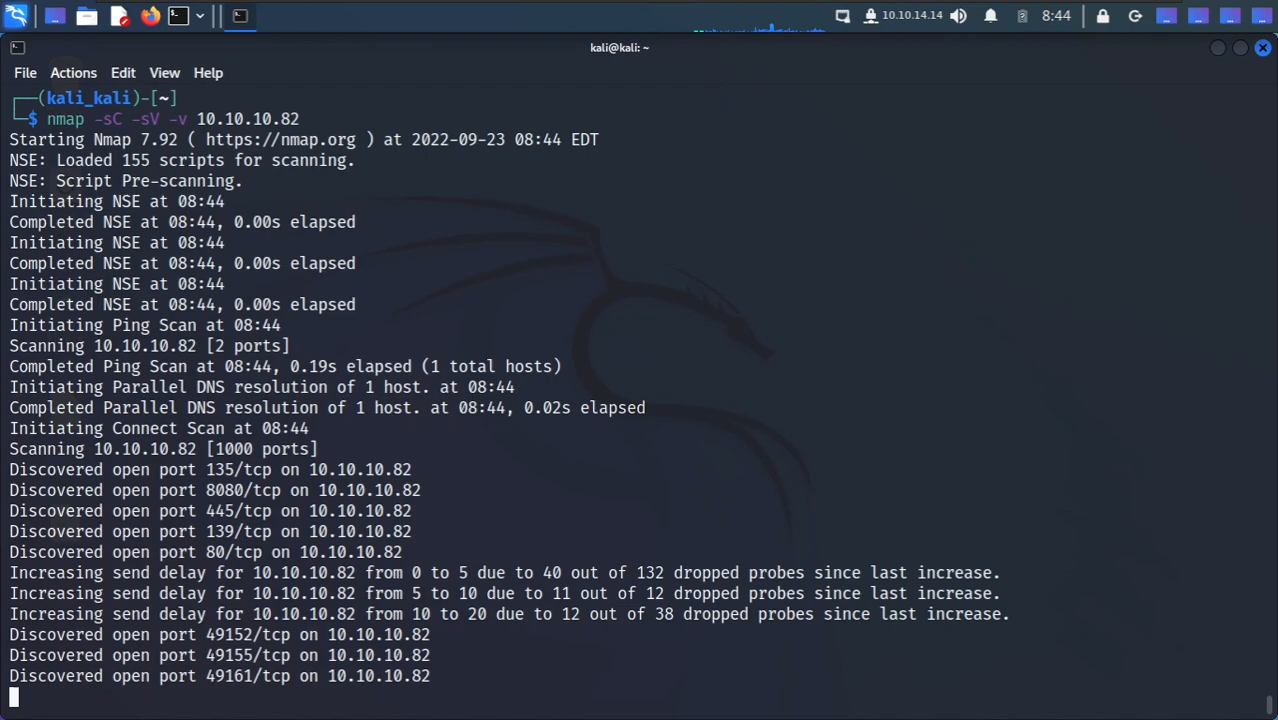 10.10.14.14
8:44
kali@kali: ~
File Actions Edit View Help
┌──(kali_kali)-[~]
└─$ nmap -sC -sV -v 10.10.10.82
Starting Nmap 7.92 ( https://nmap.org ) at 2022-09-23 08:44 EDT
NSE: Loaded 155 scripts for scanning.
NSE: Script Pre-scanning.
Initiating NSE at 08:44
Completed NSE at 08:44, 0.00s elapsed
Initiating NSE at 08:44
Completed NSE at 08:44, 0.00s elapsed
Initiating NSE at 08:44
Completed NSE at 08:44, 0.00s elapsed
Initiating Ping Scan at 08:44
Scanning 10.10.10.82 [2 ports]
Completed Ping Scan at 08:44, 0.19s elapsed (1 total hosts)
Initiating Parallel DNS resolution of 1 host. at 08:44
Completed Parallel DNS resolution of 1 host. at 08:44, 0.02s elapsed
Initiating Connect Scan at 08:44
Scanning 10.10.10.82 [1000 ports]
Discovered open port 135/tcp on 10.10.10.82
Discovered open port 8080/tcp on 10.10.10.82
Discovered open port 445/tcp on 10.10.10.82
Discovered open port 139/tcp on 10.10.10.82
Discovered open port 80/tcp on 10.10.10.82
Increasing send delay for 10.10.10.82 from 0 to 5 due to 40 out of 132 dropped probes since last increase.
Increasing send delay for 10.10.10.82 from 5 to 10 due to 11 out of 12 dropped probes since last increase.
Increasing send delay for 10.10.10.82 from 10 to 20 due to 12 out of 38 dropped probes since last increase.
Discovered open port 49152/tcp on 10.10.10.82
Discovered open port 49155/tcp on 10.10.10.82
Discovered open port 49161/tcp on 10.10.10.82